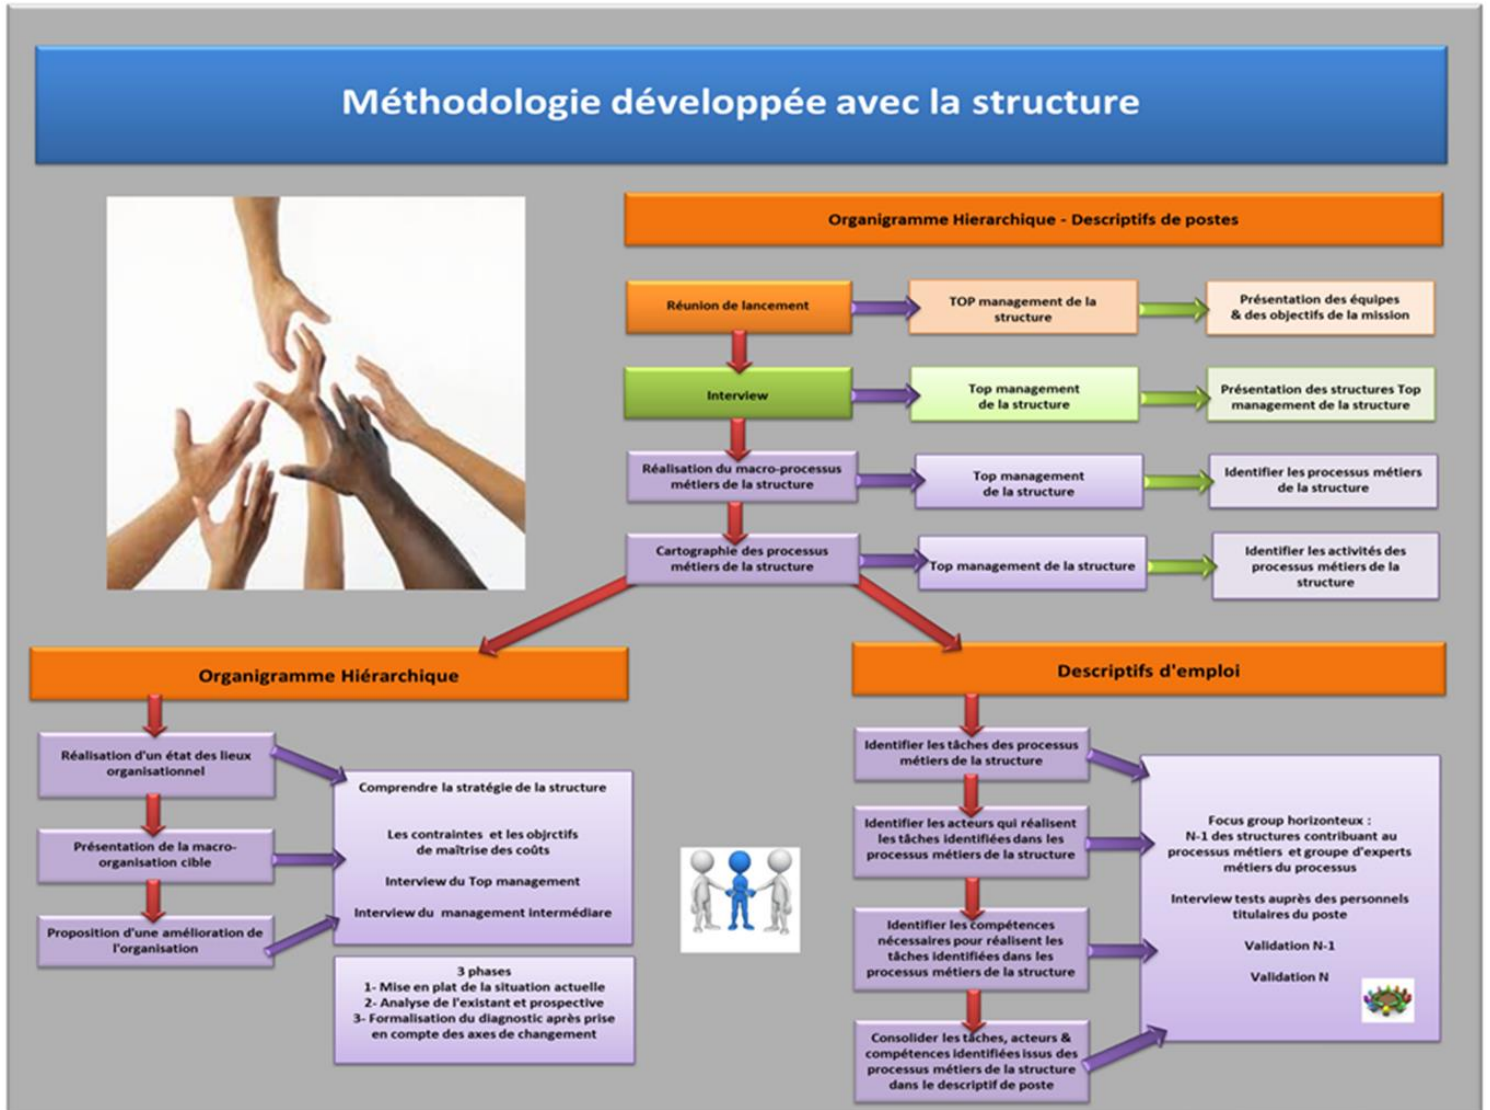 Méthodologie développée avec la structure
Organigramme Hierarchique - Descriptifs de postes
Réunion de lancement
TOP management de la
structure
Présentation des équipes
& des objectifs de la mission
Interview
Top management
de la structure
Présentation des structures Top
management de la structure
Réalisation du macro-processus
métiers de la structure
Top management
de la structure
Identifier les processus métiers
de la structure
Cartographie des processus
métiers de la structure
Top management de la structure
Identifier les activités des
processus métiers de la
structure
Organigramme Hiérarchique
Réalisation d'un état des lieux
organisationnel
Présentation de la macro-
organisation cible
Proposition d'une amélioration de
l'organisation
Comprendre la stratégie de la structure
Les contraintes et les objrctifs
de maîtrise des coûts
Interview du Top management
Interview du management intermédiare
3 phases
1- Mise en plat de la situation actuelle
2- Analyse de l'existant et prospective
3- Formalisation du diagnostic après prise
en compte des axes de changement
Descriptifs d'emploi
Identifier les tâches des processus
métiers de la structure
Identifier les acteurs qui réalisent
les tâches identifiées dans les
processus métiers de la structure
Identifier les compétences
nécessaires pour réalisent les
tâches identifiées dans les
processus métiers de la structure
Consolider les tâches, acteurs &
compétences identifiées issus des
processus métiers de la structure
dans le descriptif de poste
Focus group horizonteux :
N-1 des structures contribuant au
processus métiers et groupe d'experts
métiers du processus
Interview tests auprès des personnels
titulaires du poste
Validation N-1
Validation N